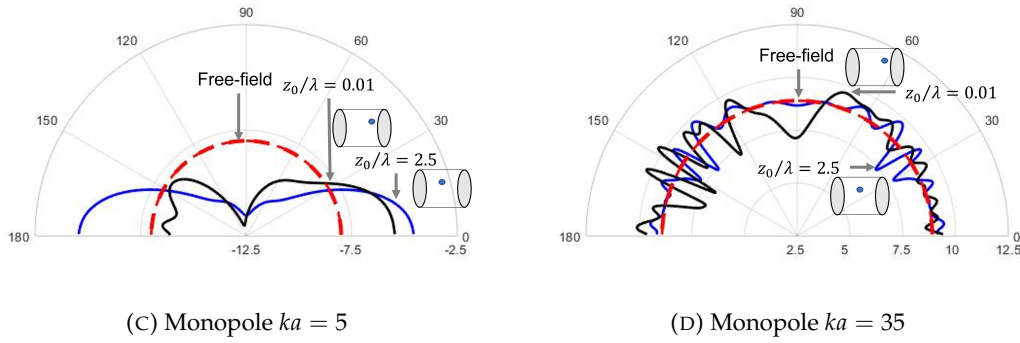 90
120
60
Free-field
z₀/λ = 0.01
150
30
z₀/λ = 2.5
180
0
-12.5
-7.5
-2.5
(C) Monopole ka = 5
90
120
60
Free-field
z₀/λ = 0.01
150
30
z₀/λ = 2.5
180
0
2.5
5
7.5
10
12.5
(D) Monopole ka = 35